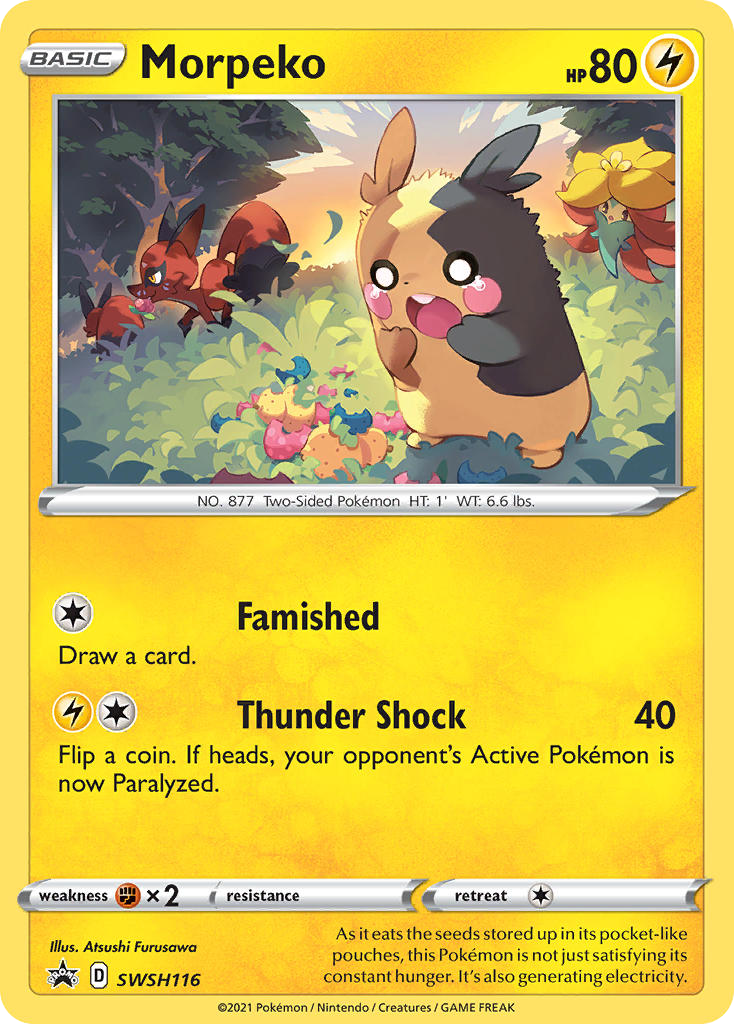 BASIC Morpeko HP 80
NO. 877 Two-Sided Pokémon HT: 1' WT: 6.6 lbs.
Famished
Draw a card.
Thunder Shock 40
Flip a coin. If heads, your opponent's Active Pokémon is
now Paralyzed.
weakness ×2 resistance retreat
Illus. Atsushi Furusawa
PROMO D SWSH116
As it eats the seeds stored up in its pocket-like
pouches, this Pokémon is not just satisfying its
constant hunger. It's also generating electricity.
©2021 Pokémon / Nintendo / Creatures / GAME FREAK